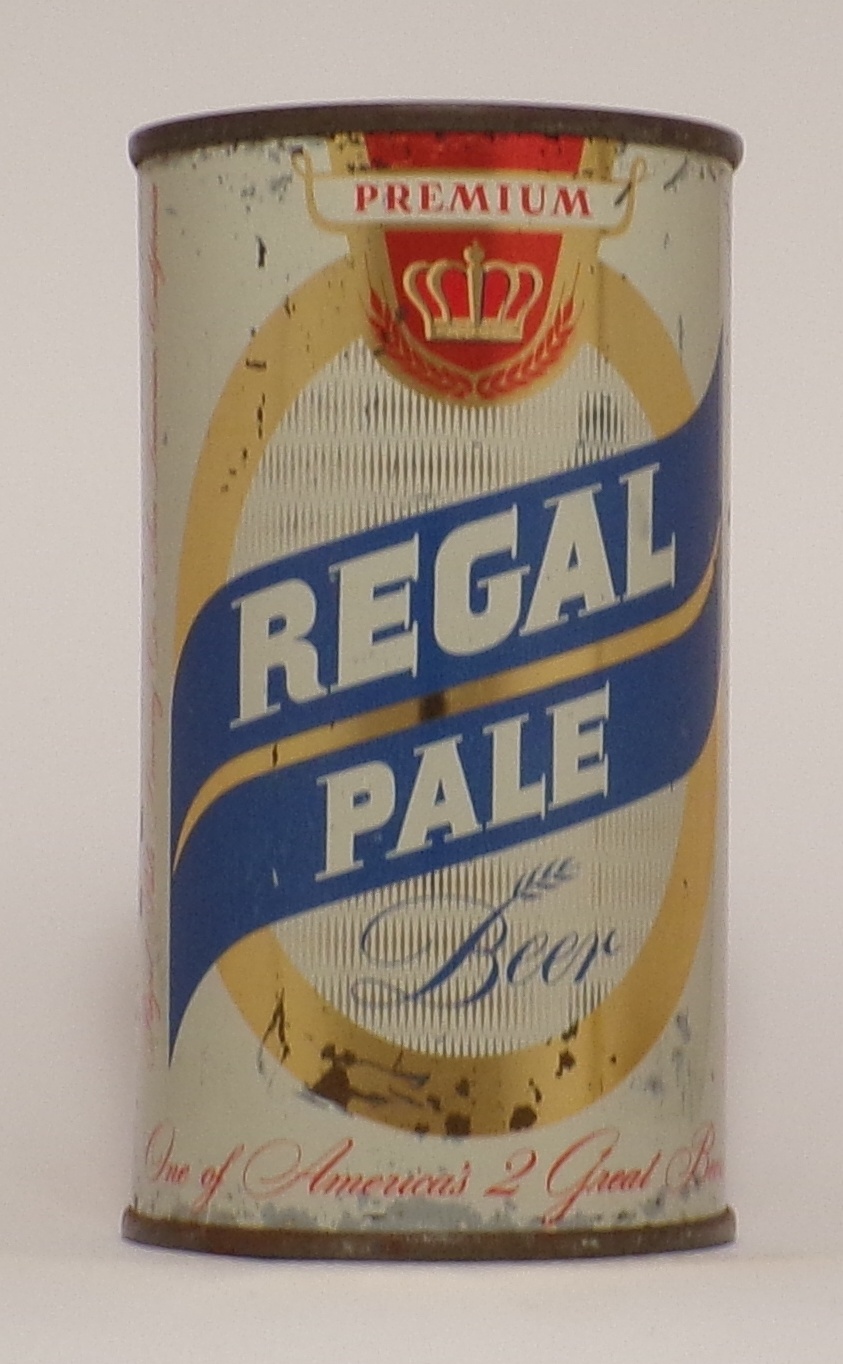 PREMIUM
REGAL
PALE
Beer
One of America's 2 Great